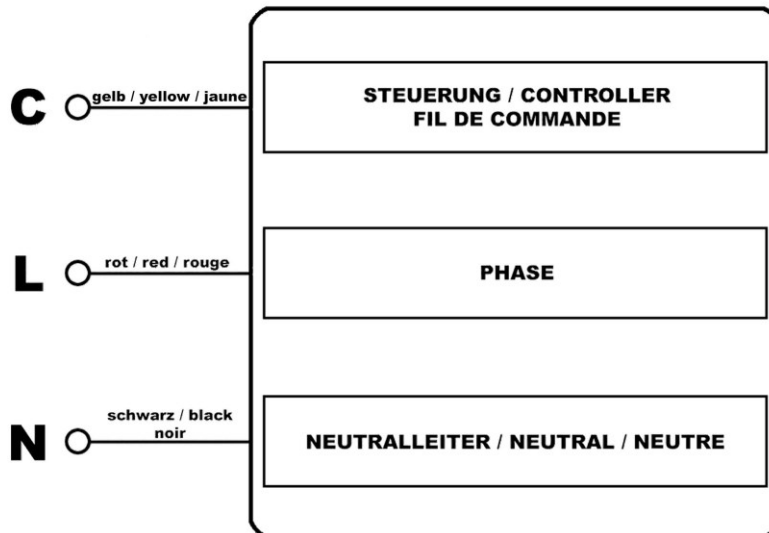 C
gelb / yellow / jaune
STEUERUNG / CONTROLLER
FIL DE COMMANDE
L
rot / red / rouge
PHASE
N
schwarz / black
noir
NEUTRALLEITER / NEUTRAL / NEUTRE